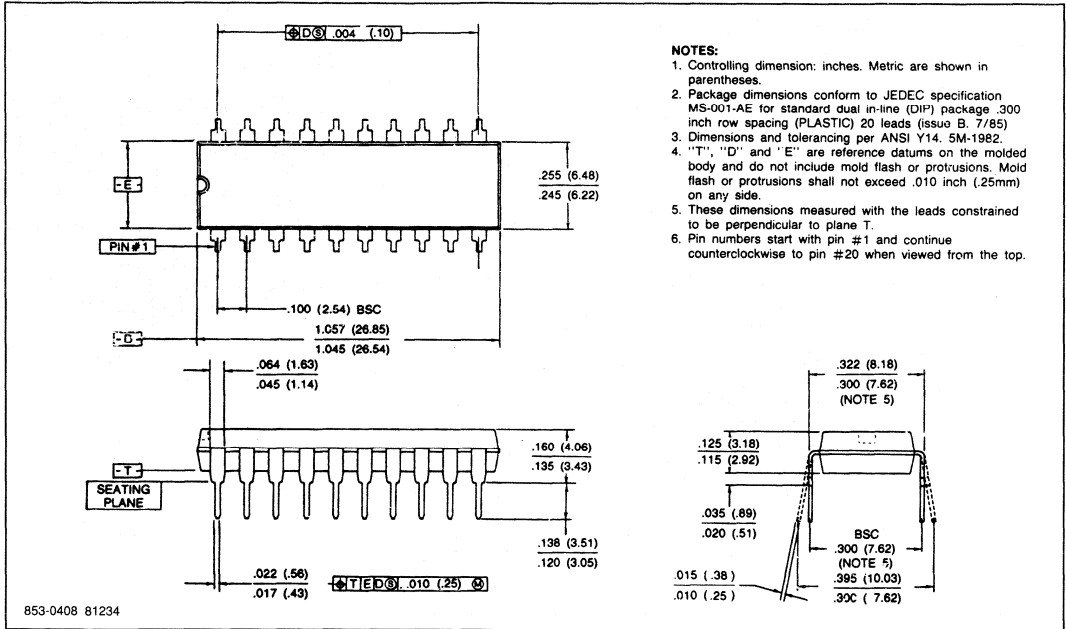 ⌖ D Ⓢ .004 (.10)
-E-
PIN#1
.255 (6.48)
.245 (6.22)
.100 (2.54) BSC
-D-
1.057 (26.85)
1.045 (26.54)
.064 (1.63)
.045 (1.14)
.160 (4.06)
.135 (3.43)
-T-
SEATING
PLANE
.138 (3.51)
.120 (3.05)
.022 (.56)
.017 (.43)
⌖ T E D Ⓢ .010 (.25) Ⓜ
853-0408 81234
NOTES:
1. Controlling dimension: inches. Metric are shown in
parentheses.
2. Package dimensions conform to JEDEC specification
MS-001-AE for standard dual in-line (DIP) package .300
inch row spacing (PLASTIC) 20 leads (issue B. 7/85)
3. Dimensions and tolerancing per ANSI Y14. 5M-1982.
4. "T", "D" and "E" are reference datums on the molded
body and do not include mold flash or protrusions. Mold
flash or protrusions shall not exceed .010 inch (.25mm)
on any side.
5. These dimensions measured with the leads constrained
to be perpendicular to plane T.
6. Pin numbers start with pin #1 and continue
counterclockwise to pin #20 when viewed from the top.
.322 (8.18)
.300 (7.62)
(NOTE 5)
.125 (3.18)
.115 (2.92)
.035 (.89)
.020 (.51)
BSC
.300 (7.62)
(NOTE 5)
.015 (.38 )
.010 (.25 )
.395 (10.03)
.300 ( 7.62)